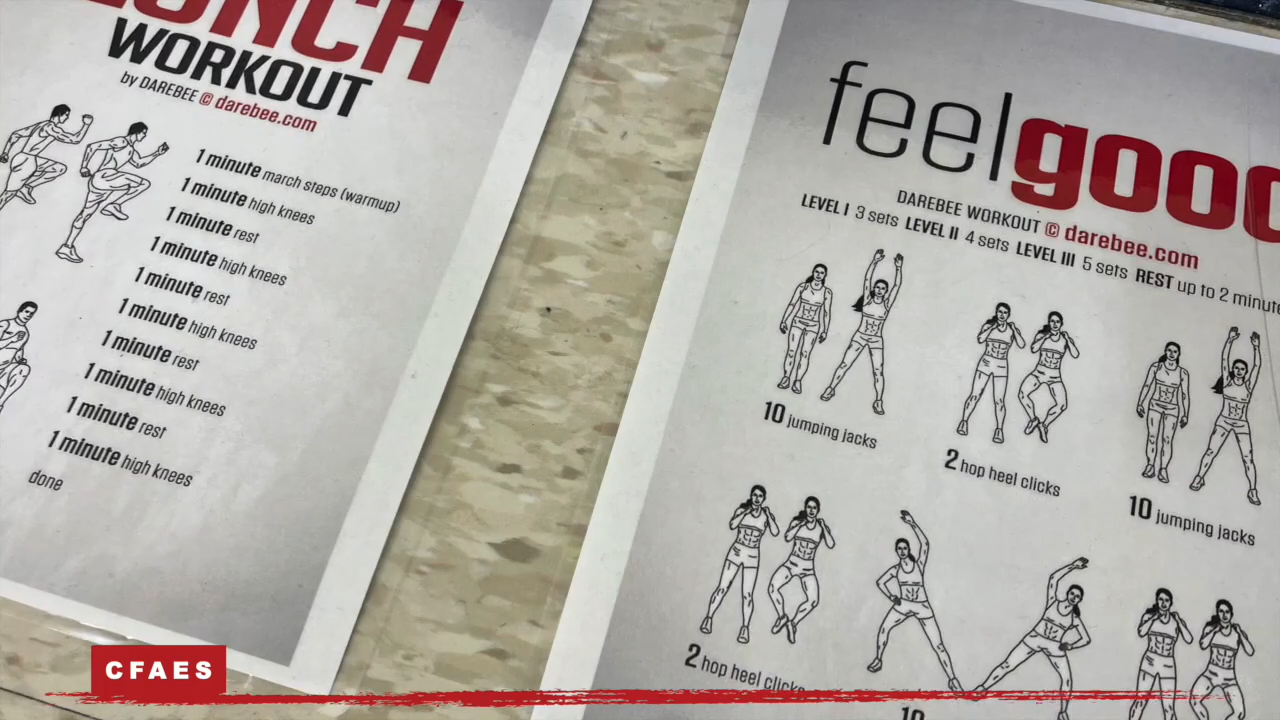 WORKOUT
by DAREBEE © darebee.com
1 minute march steps (warmup)
1 minute high knees
1 minute rest
1 minute high knees
1 minute rest
1 minute high knees
1 minute rest
1 minute high knees
1 minute rest
1 minute high knees
done
feelgood
DAREBEE WORKOUT © darebee.com
LEVEL I 3 sets LEVEL II 4 sets LEVEL III 5 sets REST up to 2 minute
10 jumping jacks
2 hop heel clicks
10 jumping jacks
2 hop heel clicks
10
CFAES